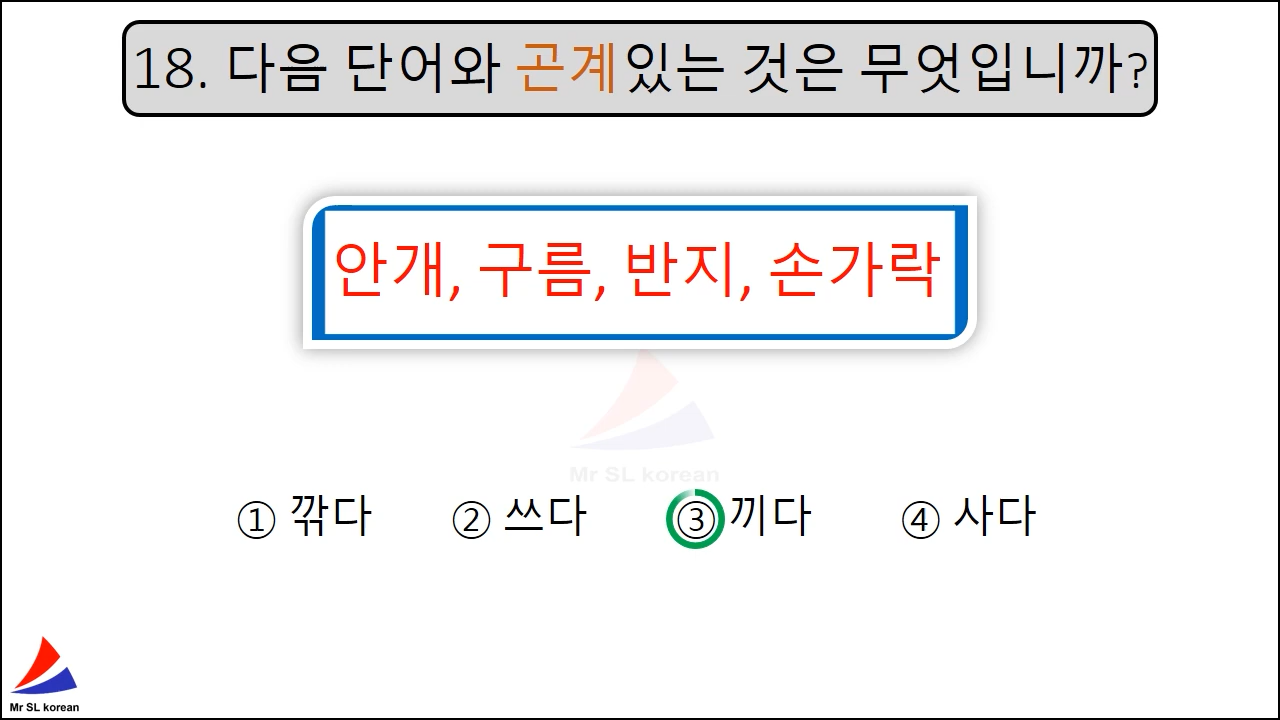 18. 다음 단어와 곤계있는 것은 무엇입니까?
안개, 구름, 반지, 손가락
Mr SL korean
① 깎다 ② 쓰다 ③ 끼다 ④ 사다
Mr SL korean